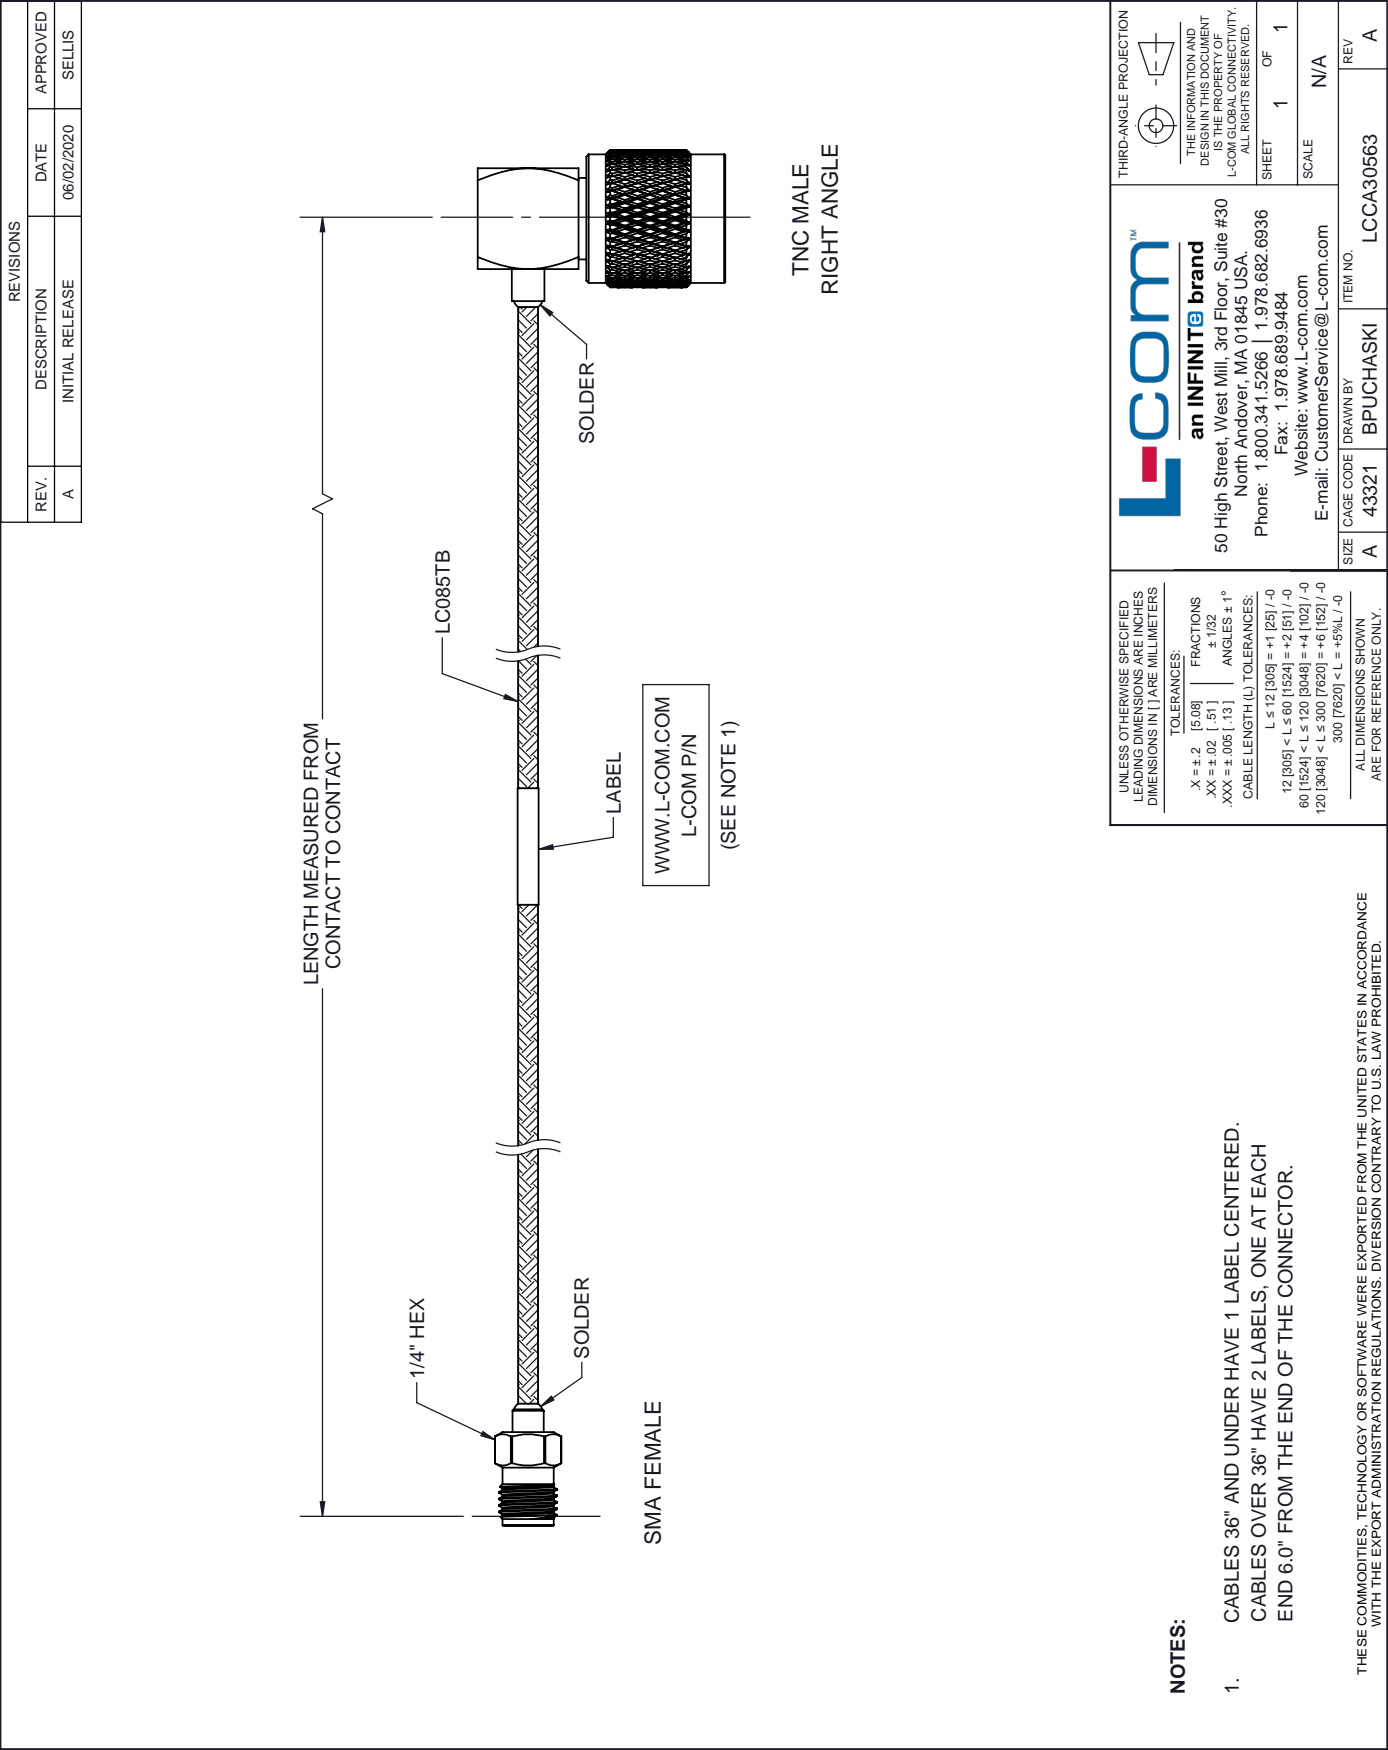 REVISIONS
REV. DESCRIPTION DATE APPROVED
A INITIAL RELEASE 06/02/2020 SELLIS
LENGTH MEASURED FROM
CONTACT TO CONTACT
1/4" HEX
LC085TB
SOLDER
SOLDER
LABEL
WWW.L-COM.COM
L-COM P/N
(SEE NOTE 1)
SMA FEMALE
TNC MALE
RIGHT ANGLE
NOTES:
1. CABLES 36" AND UNDER HAVE 1 LABEL CENTERED.
CABLES OVER 36" HAVE 2 LABELS, ONE AT EACH
END 6.0" FROM THE END OF THE CONNECTOR.
THESE COMMODITIES, TECHNOLOGY OR SOFTWARE WERE EXPORTED FROM THE UNITED STATES IN ACCORDANCE
WITH THE EXPORT ADMINISTRATION REGULATIONS. DIVERSION CONTRARY TO U.S. LAW PROHIBITED.
UNLESS OTHERWISE SPECIFIED
LEADING DIMENSIONS ARE INCHES
DIMENSIONS IN [ ] ARE MILLIMETERS
TOLERANCES:
.X = ±.2 [5.08] FRACTIONS
.XX = ±.02 [ .51 ] ± 1/32
.XXX = ±.005 [ .13 ] ANGLES ± 1°
CABLE LENGTH (L) TOLERANCES:
L ≤ 12 [305] = +1 [25] / -0
12 [305] < L ≤ 60 [1524] = +2 [51] / -0
60 [1524] < L ≤ 120 [3048] = +4 [102] / -0
120 [3048] < L ≤ 300 [7620] = +6 [152] / -0
300 [7620] < L = +5%L / -0
ALL DIMENSIONS SHOWN
ARE FOR REFERENCE ONLY.
L-com™
an INFINITe brand
50 High Street, West Mill, 3rd Floor, Suite #30
North Andover, MA 01845 USA.
Phone: 1.800.341.5266 | 1.978.682.6936
Fax: 1.978.689.9484
Website: www.L-com.com
E-mail: CustomerService@L-com.com
THIRD-ANGLE PROJECTION
THE INFORMATION AND
DESIGN IN THIS DOCUMENT
IS THE PROPERTY OF
L-COM GLOBAL CONNECTIVITY.
ALL RIGHTS RESERVED.
SHEET 1 OF 1
SCALE N/A
SIZE CAGE CODE DRAWN BY ITEM NO. REV
A 43321 BPUCHASKI LCCA30563 A